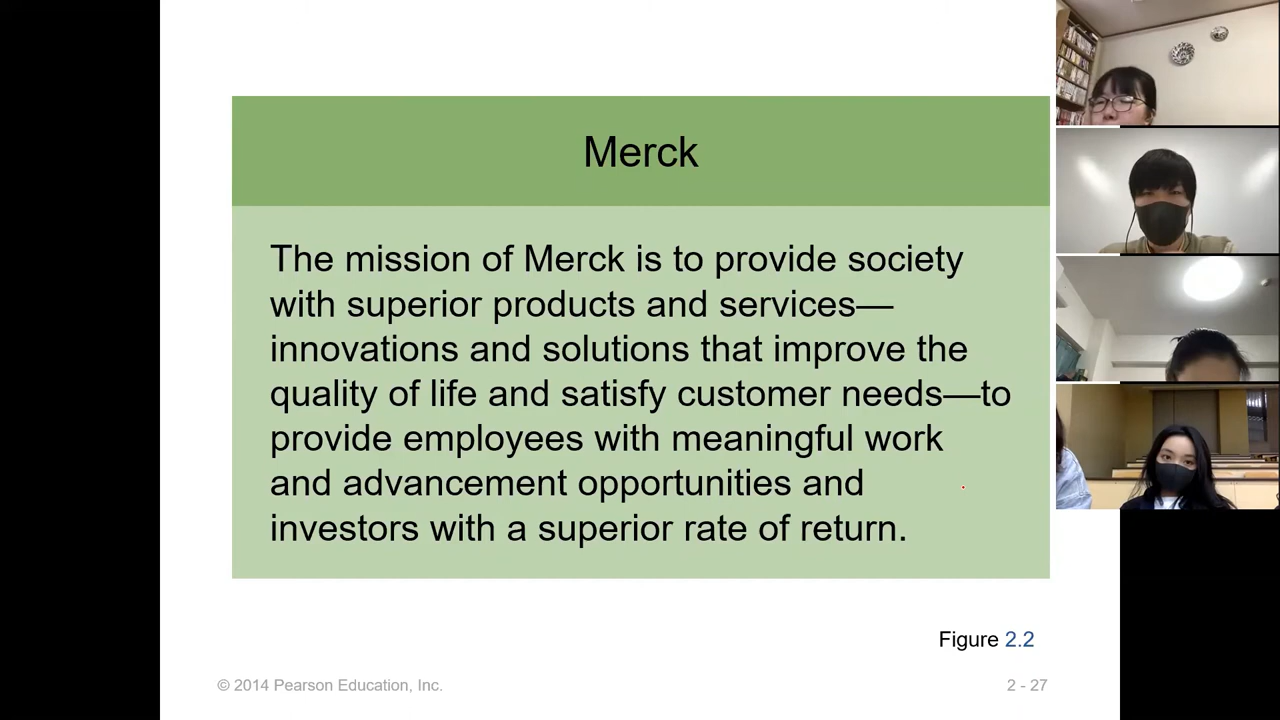 Merck
The mission of Merck is to provide society
with superior products and services—
innovations and solutions that improve the
quality of life and satisfy customer needs—to
provide employees with meaningful work
and advancement opportunities and
investors with a superior rate of return.
Figure 2.2
© 2014 Pearson Education, Inc.
2 - 27